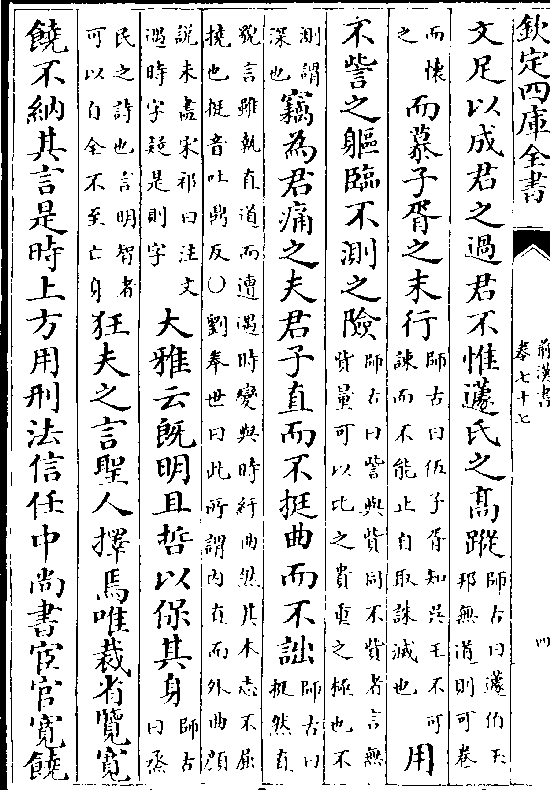 欽定四庫全書
前漢書
卷七十七
四
文足以成君之過君不惟蘧氏之高蹤師古曰蘧伯玉邦無道則可卷
而懷之而慕子胥之末行師古曰伍子胥知吳王不可諫而不能止自取誅滅也用
不訾之軀臨不測之險師古曰訾與貲同不貲者言無貲量可以比之貴重之極也不
測謂深也竊為君痛之夫君子直而不挺曲而不詘師古曰挺然直
貌言雖執直道而遭遇時變與時紆曲然其本志不屈撓也挺音吐鼎反○劉奉世曰此所謂內直而外曲顏
說未盡宋祁曰注文遇時字疑是則字大雅云既明且哲以保其身師古曰烝
民之詩也言明智者可以自全不至亡身狂夫之言聖人擇焉唯裁省覽寬
饒不納其言是時上方用刑法信任中尚書宦官寬饒